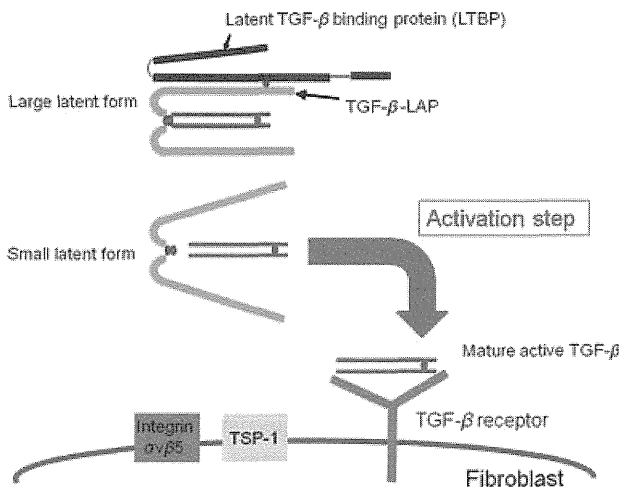 Latent TGF-β binding protein (LTBP)
Large latent form
TGF-β-LAP
Activation step
Small latent form
Mature active TGF-β
TGF-β receptor
Integrin
αvβ5
TSP-1
Fibroblast